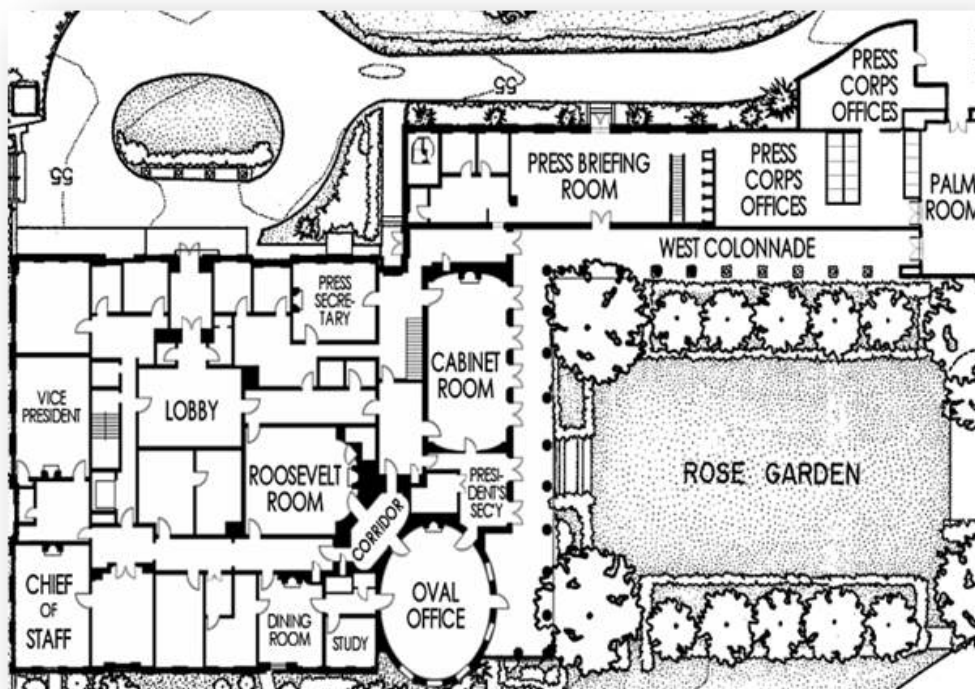 55
55
55
PRESS
CORPS
OFFICES
PRESS BRIEFING
ROOM
PRESS
CORPS
OFFICES
PALM
ROOM
WEST COLONNADE
PRESS
SECRE-
TARY
CABINET
ROOM
VICE
PRESIDENT
LOBBY
ROOSEVELT
ROOM
PRESI-
DENT'S
SEC'Y
ROSE GARDEN
CORRIDOR
CHIEF
OF
STAFF
DINING
ROOM
STUDY
OVAL
OFFICE